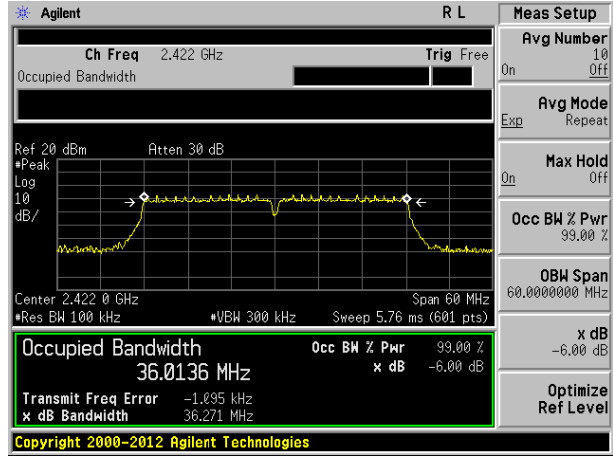 Agilent R L
Meas Setup
Ch Freq 2.422 GHz Trig Free
Occupied Bandwidth
Avg Number
10
On Off
Avg Mode
Exp Repeat
Max Hold
On Off
Occ BW % Pwr
99.00 %
OBW Span
60.0000000 MHz
x dB
-6.00 dB
Optimize
Ref Level
Ref 20 dBm Atten 30 dB
#Peak
Log
10
dB/
Center 2.422 0 GHz Span 60 MHz
#Res BW 100 kHz #VBW 300 kHz Sweep 5.76 ms (601 pts)
Occupied Bandwidth Occ BW % Pwr 99.00 %
36.0136 MHz x dB -6.00 dB
Transmit Freq Error -1.095 kHz
x dB Bandwidth 36.271 MHz
Copyright 2000-2012 Agilent Technologies